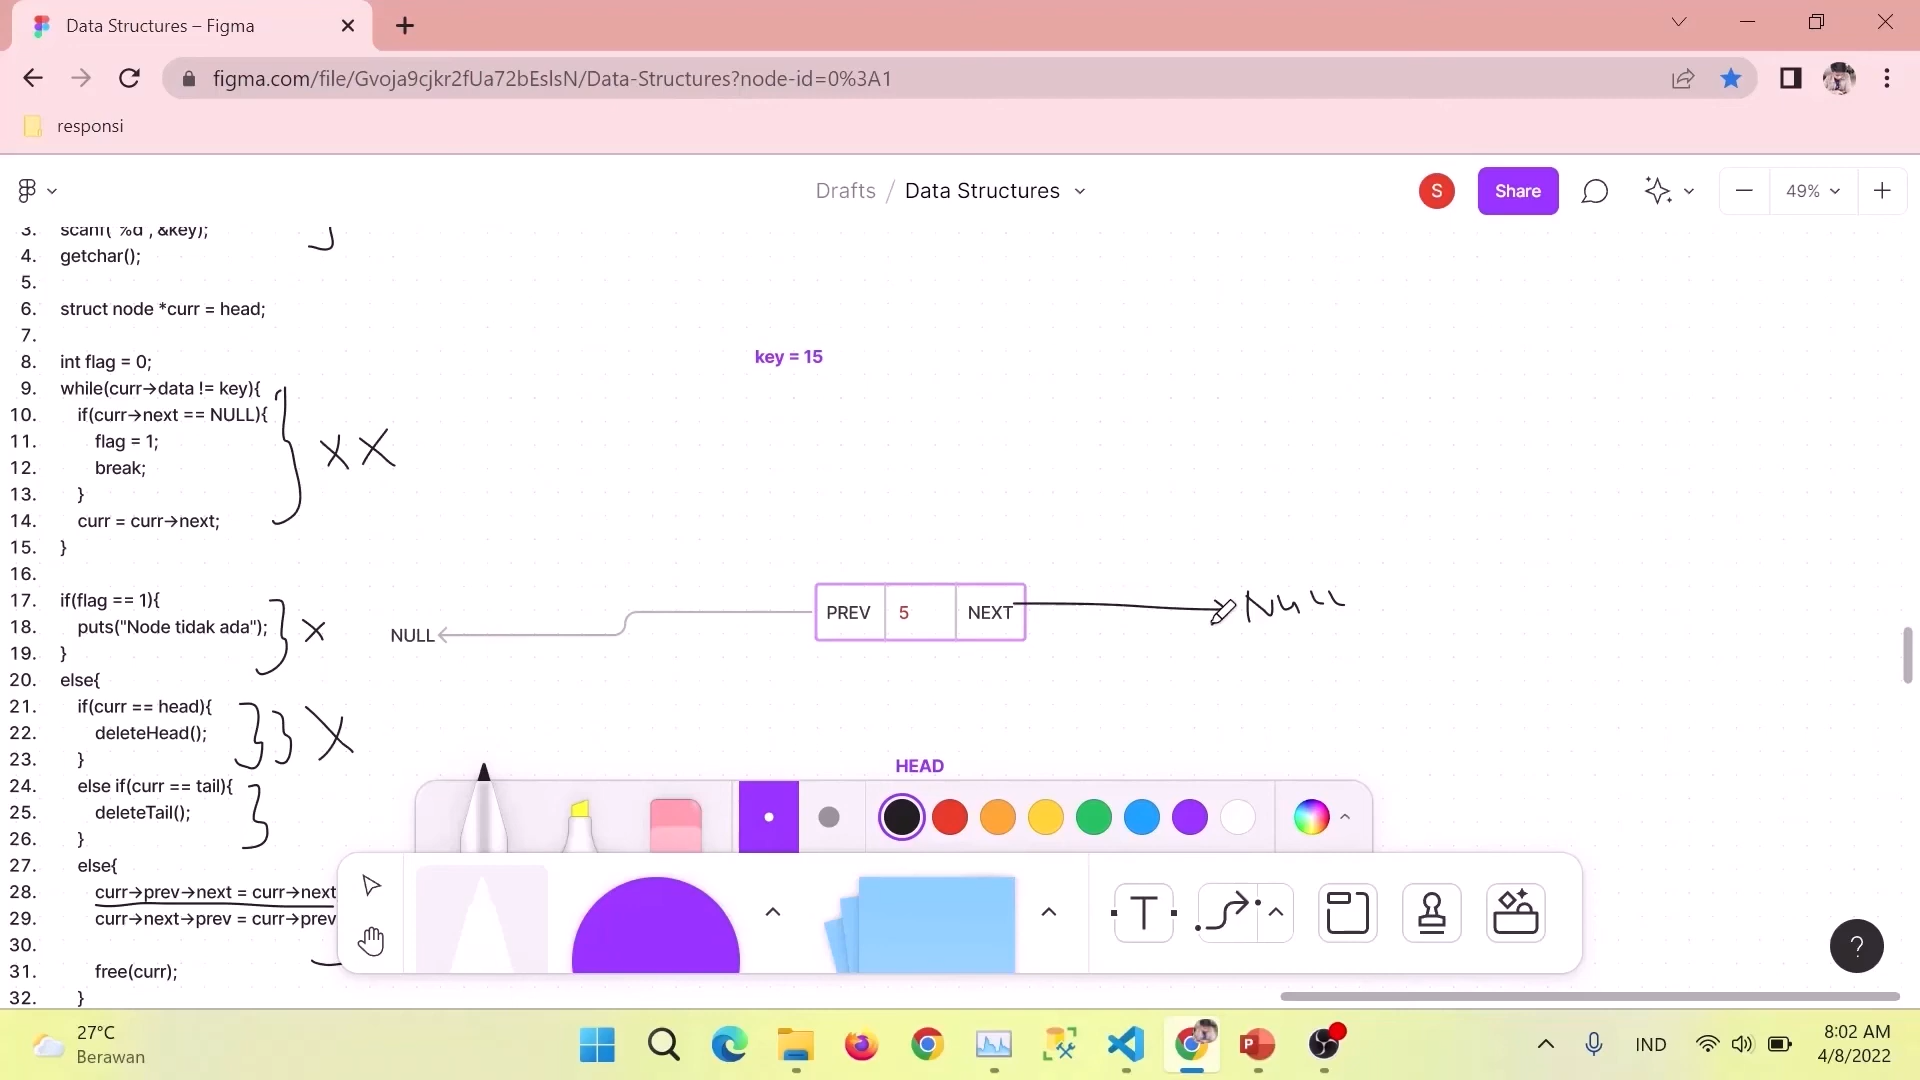 Data Structures – Figma
figma.com/file/Gvoja9cjkr2fUa72bEslsN/Data-Structures?node-id=0%3A1
responsi
Drafts / Data Structures
S
Share
49%
3. scanf("%d", &key);
4. getchar();
5.
6. struct node *curr = head;
7.
8. int flag = 0;
9. while(curr→data != key){
10. if(curr→next == NULL){
11. flag = 1;
12. break;
13. }
14. curr = curr→next;
15. }
16.
17. if(flag == 1){
18. puts("Node tidak ada");
19. }
20. else{
21. if(curr == head){
22. deleteHead();
23. }
24. else if(curr == tail){
25. deleteTail();
26. }
27. else{
28. curr→prev→next = curr→next
29. curr→next→prev = curr→prev
30.
31. free(curr);
32. }
X X
X
X
key = 15
NULL
PREV 5 NEXT
Null
HEAD
T
?
27°C
Berawan
IND
8:02 AM
4/8/2022